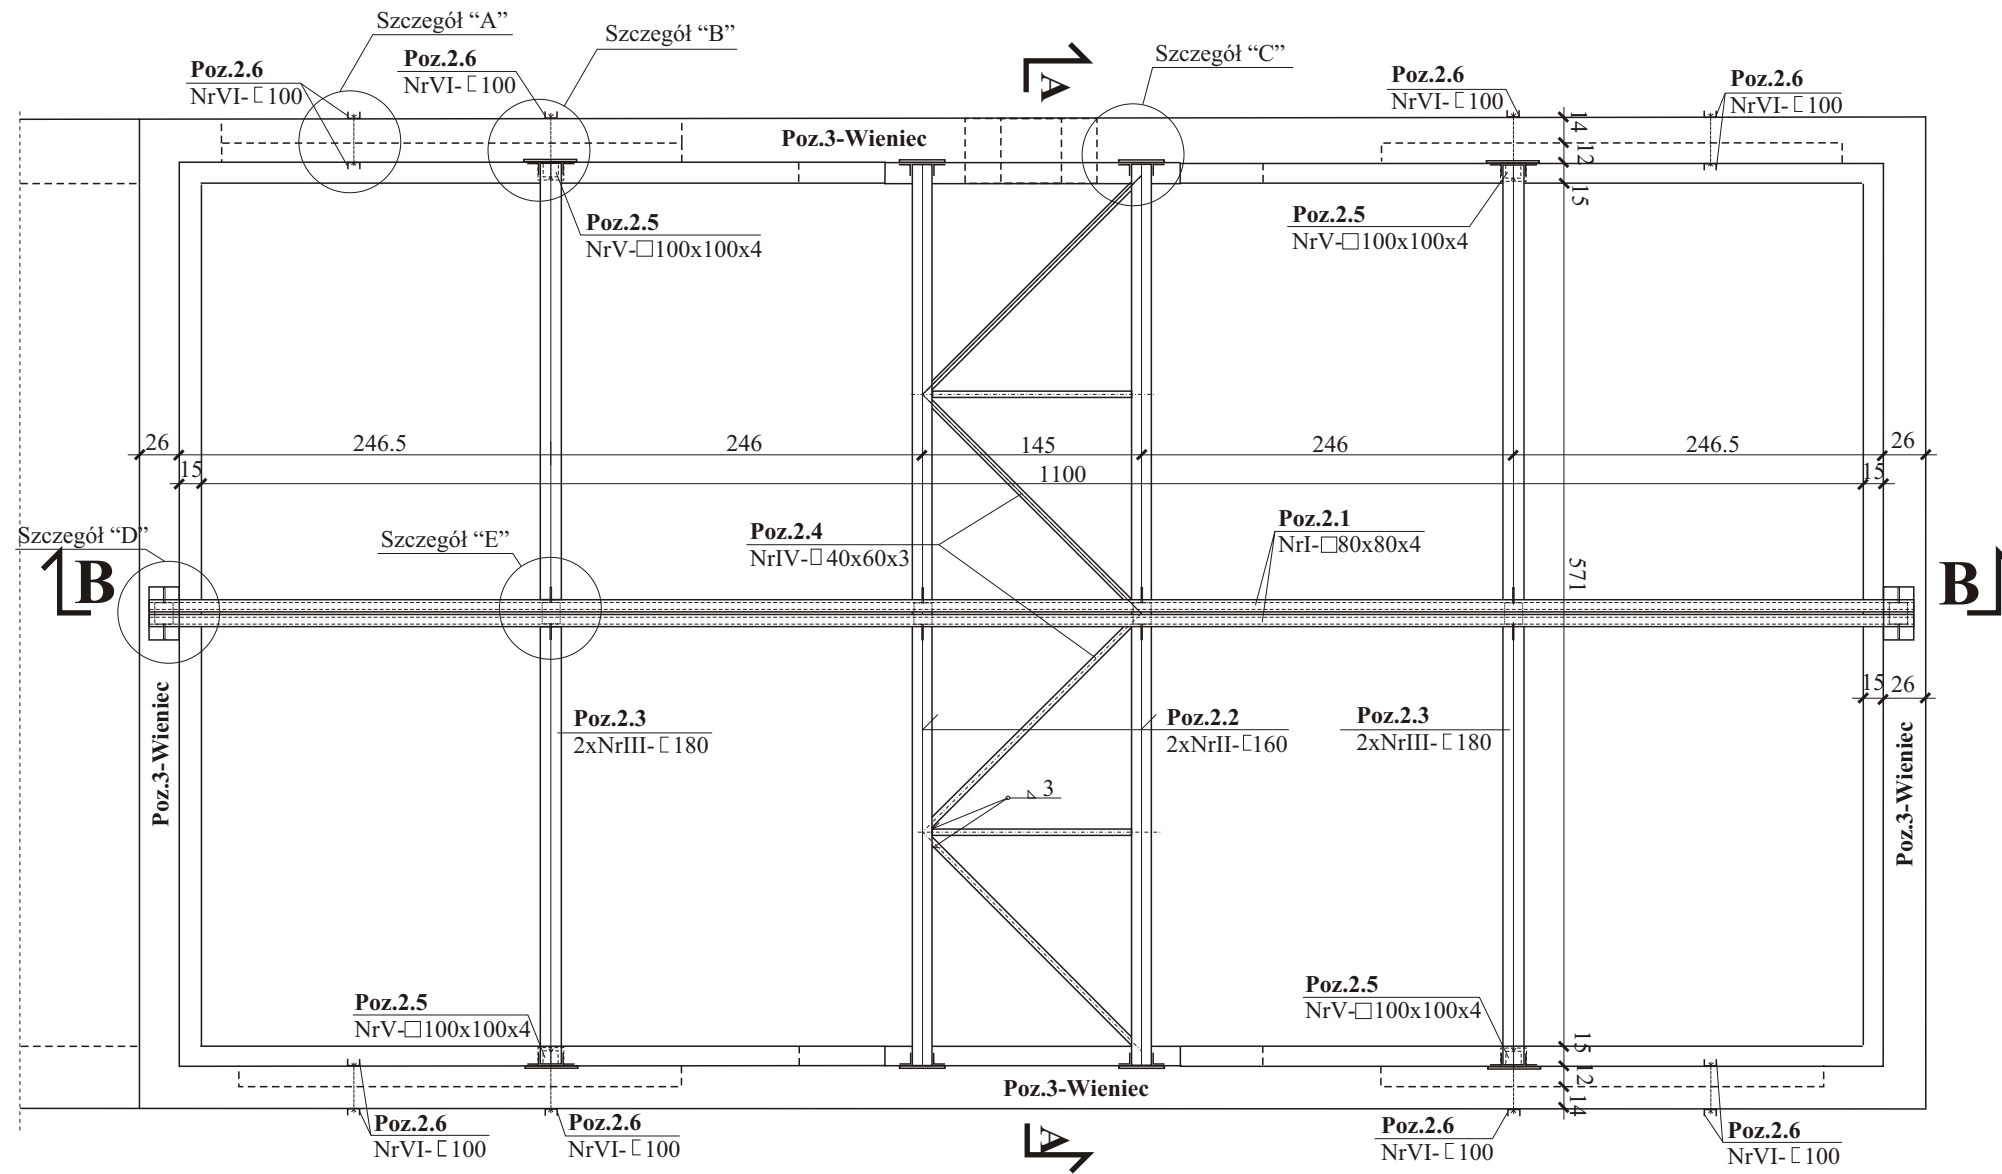 Szczegół “A”
Szczegół “B”
Szczegół “C”
Poz.2.6
NrVI-[100
Poz.2.6
NrVI-[100
A
Poz.2.6
NrVI-[100
Poz.2.6
NrVI-[100
Poz.3-Wieniec
14
12
15
Poz.2.5
NrV-□100x100x4
Poz.2.5
NrV-□100x100x4
26
246.5
246
145
246
246.5
26
15
1100
15
Szczegół “D”
Szczegół “E”
Poz.2.4
NrIV-▯40x60x3
Poz.2.1
NrI-□80x80x4
571
B
B
15
26
Poz.3-Wieniec
Poz.2.3
2xNrIII-[180
Poz.2.2
2xNrII-[160
Poz.2.3
2xNrIII-[180
Poz.3-Wieniec
3
Poz.2.5
NrV-□100x100x4
Poz.2.5
NrV-□100x100x4
15
12
14
Poz.3-Wieniec
Poz.2.6
NrVI-[100
Poz.2.6
NrVI-[100
A
Poz.2.6
NrVI-[100
Poz.2.6
NrVI-[100